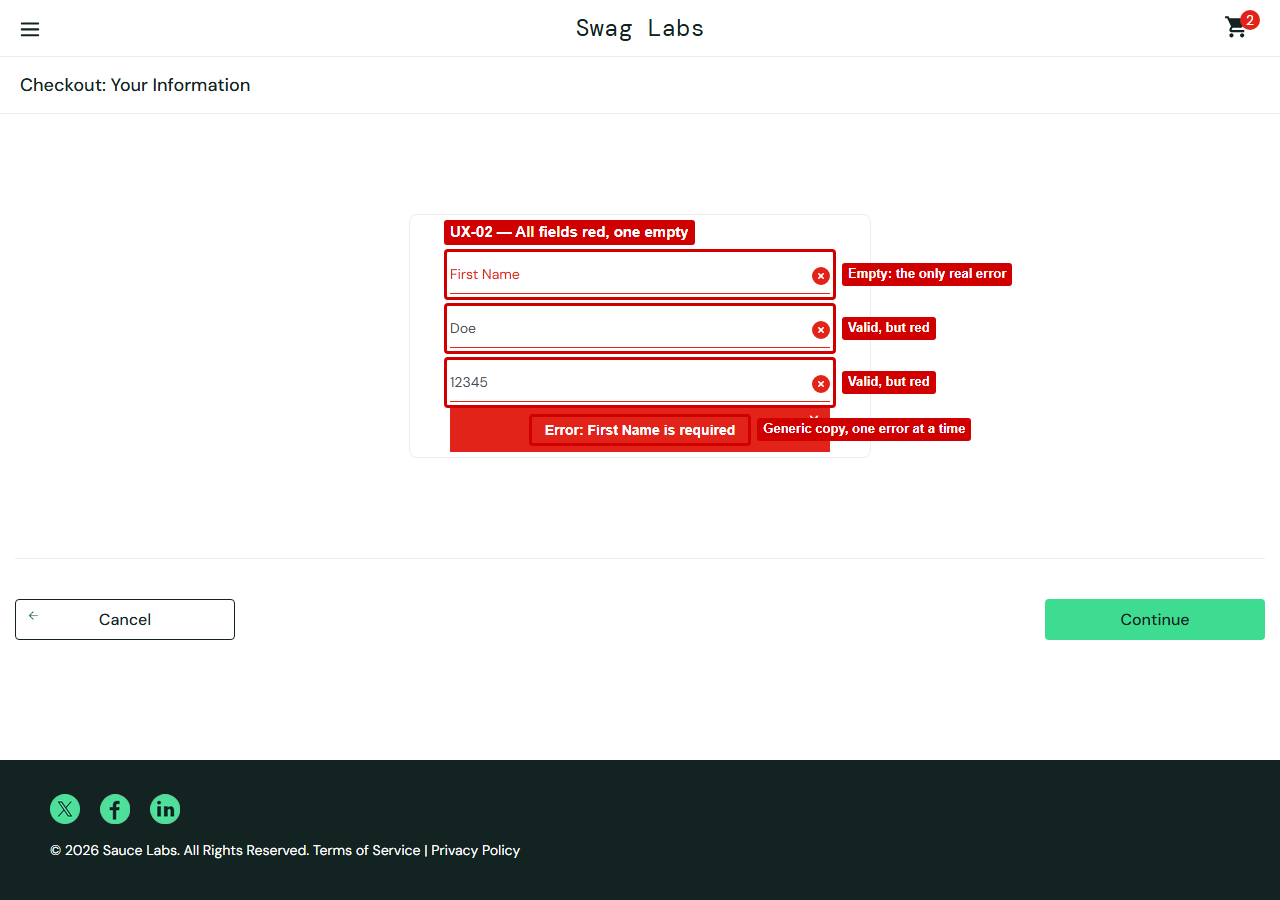 Swag Labs
2
Checkout: Your Information
UX-02 — All fields red, one empty
First Name
Empty: the only real error
Doe
Valid, but red
12345
Valid, but red
Error: First Name is required
Generic copy, one error at a time
Cancel
Continue
© 2026 Sauce Labs. All Rights Reserved. Terms of Service | Privacy Policy